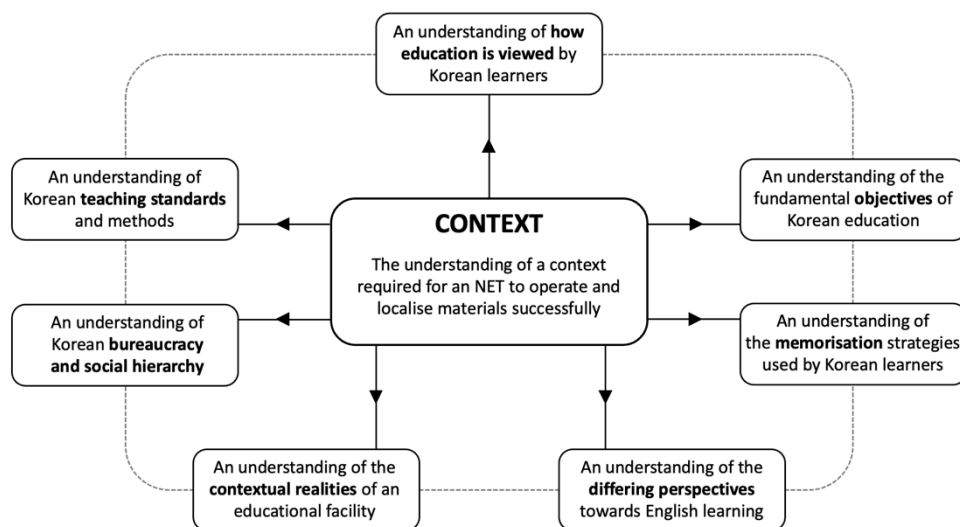 An understanding of how
education is viewed by
Korean learners
An understanding of
Korean teaching standards
and methods
An understanding of the
fundamental objectives of
Korean education
CONTEXT
The understanding of a context
required for an NET to operate and
localise materials successfully
An understanding of
Korean bureaucracy
and social hierarchy
An understanding of
the memorisation strategies
used by Korean learners
An understanding of the
contextual realities of an
educational facility
An understanding of the
differing perspectives
towards English learning